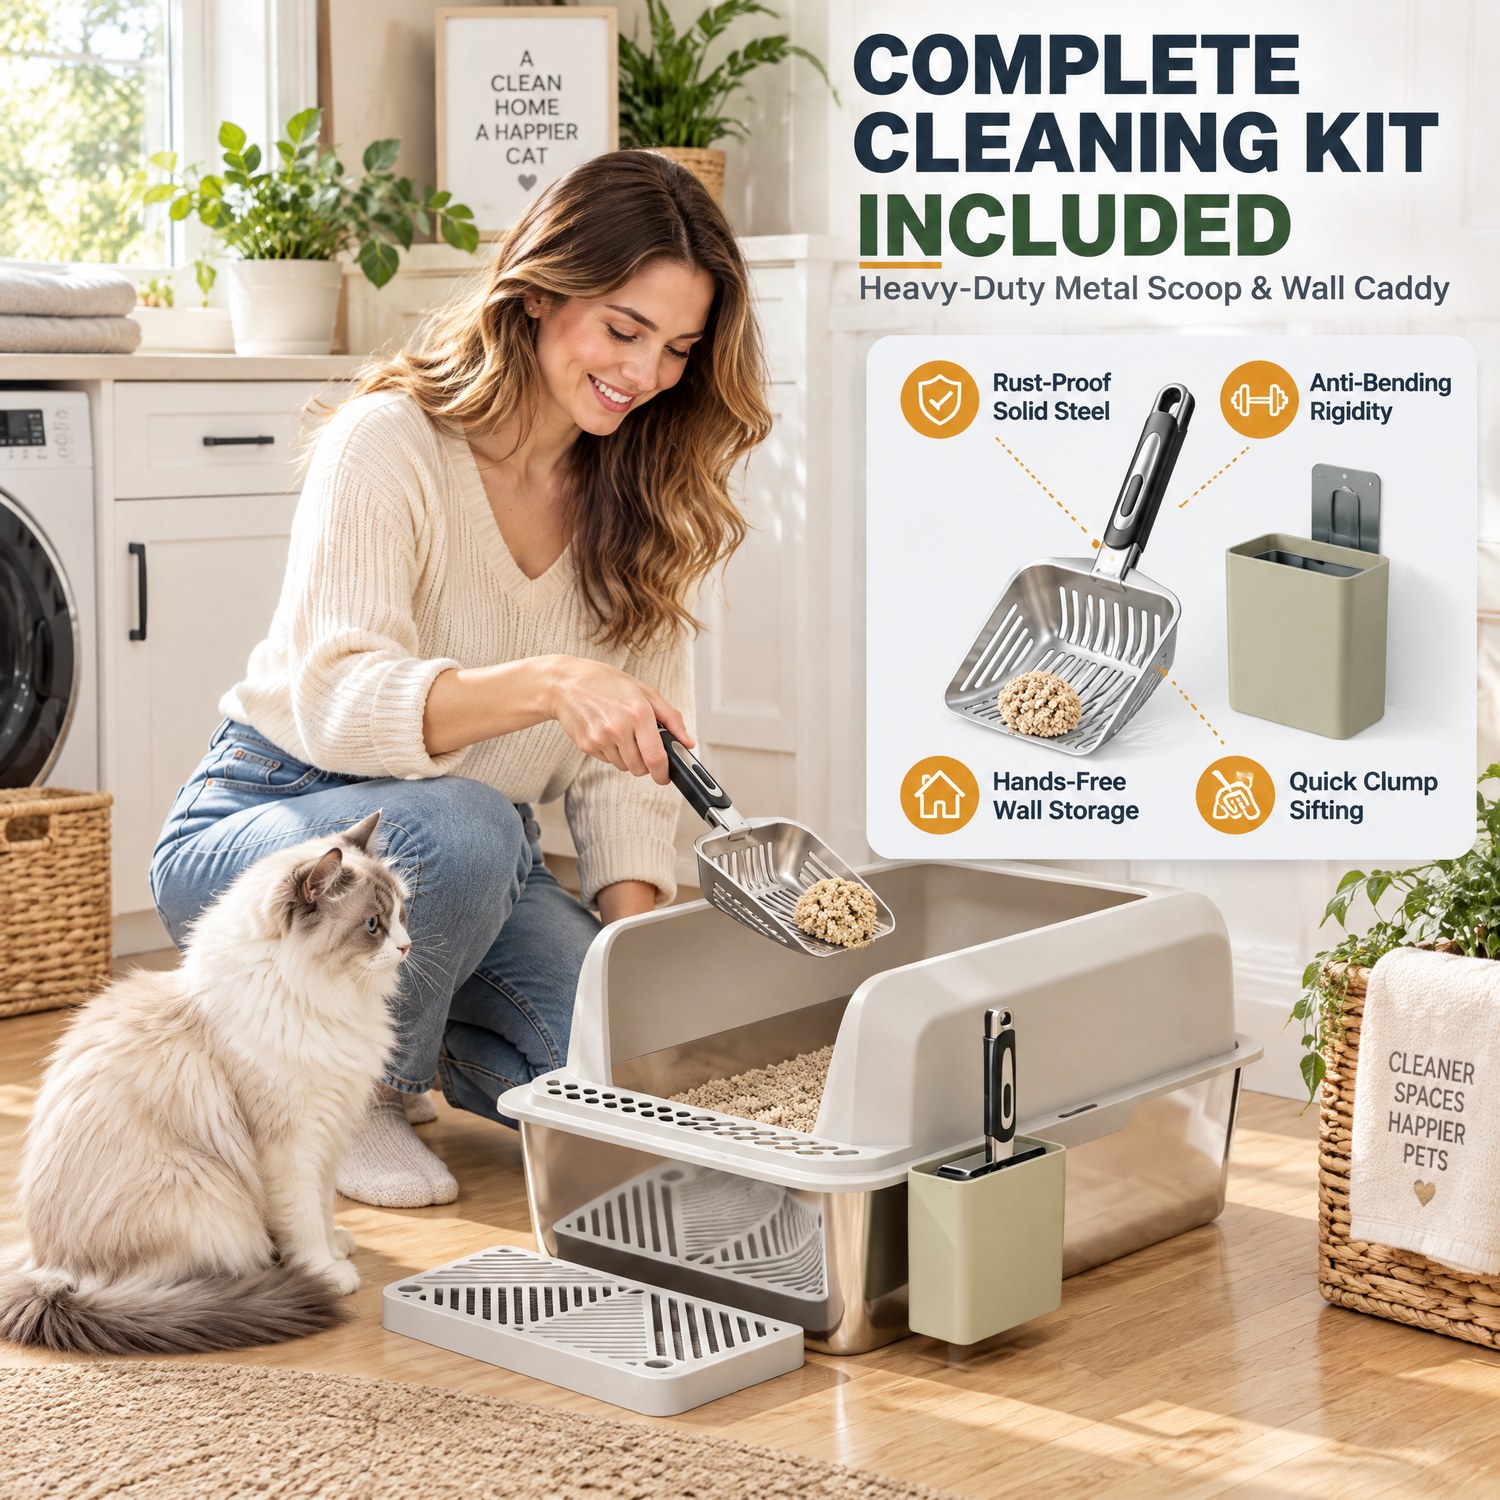 A
CLEAN
HOME
A HAPPIER
CAT
COMPLETE
CLEANING KIT
INCLUDED
Heavy-Duty Metal Scoop & Wall Caddy
Rust-Proof
Solid Steel
Anti-Bending
Rigidity
Hands-Free
Wall Storage
Quick Clump
Sifting
CLEANER
SPACES
HAPPIER
PETS